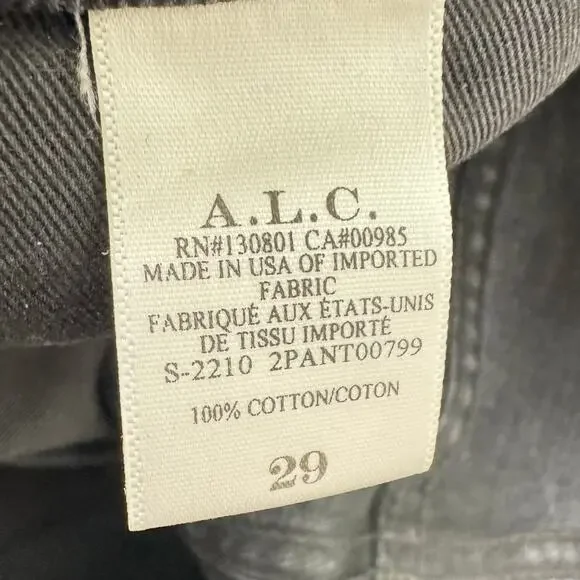 A.L.C.
RN#130801 CA#00985
MADE IN USA OF IMPORTED
FABRIC
FABRIQUÉ AUX ÉTATS-UNIS
DE TISSU IMPORTÉ
S-2210 2PANT00799
100% COTTON/COTON
29